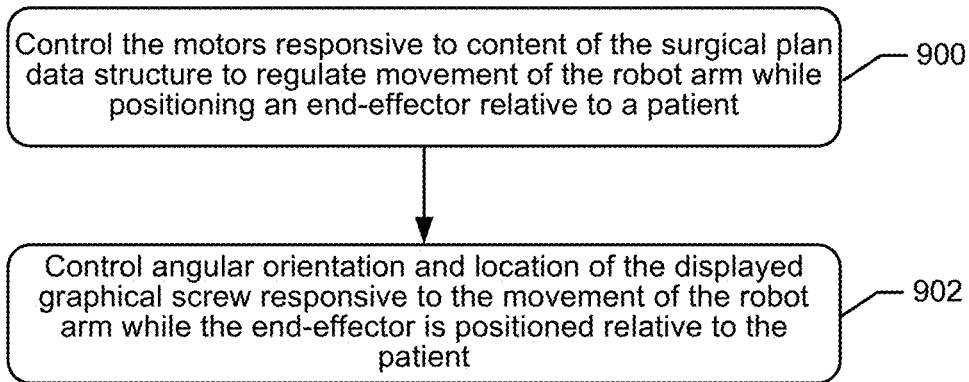 Control the motors responsive to content of the surgical plan
data structure to regulate movement of the robot arm while
positioning an end-effector relative to a patient
900
Control angular orientation and location of the displayed
graphical screw responsive to the movement of the robot
arm while the end-effector is positioned relative to the
patient
902